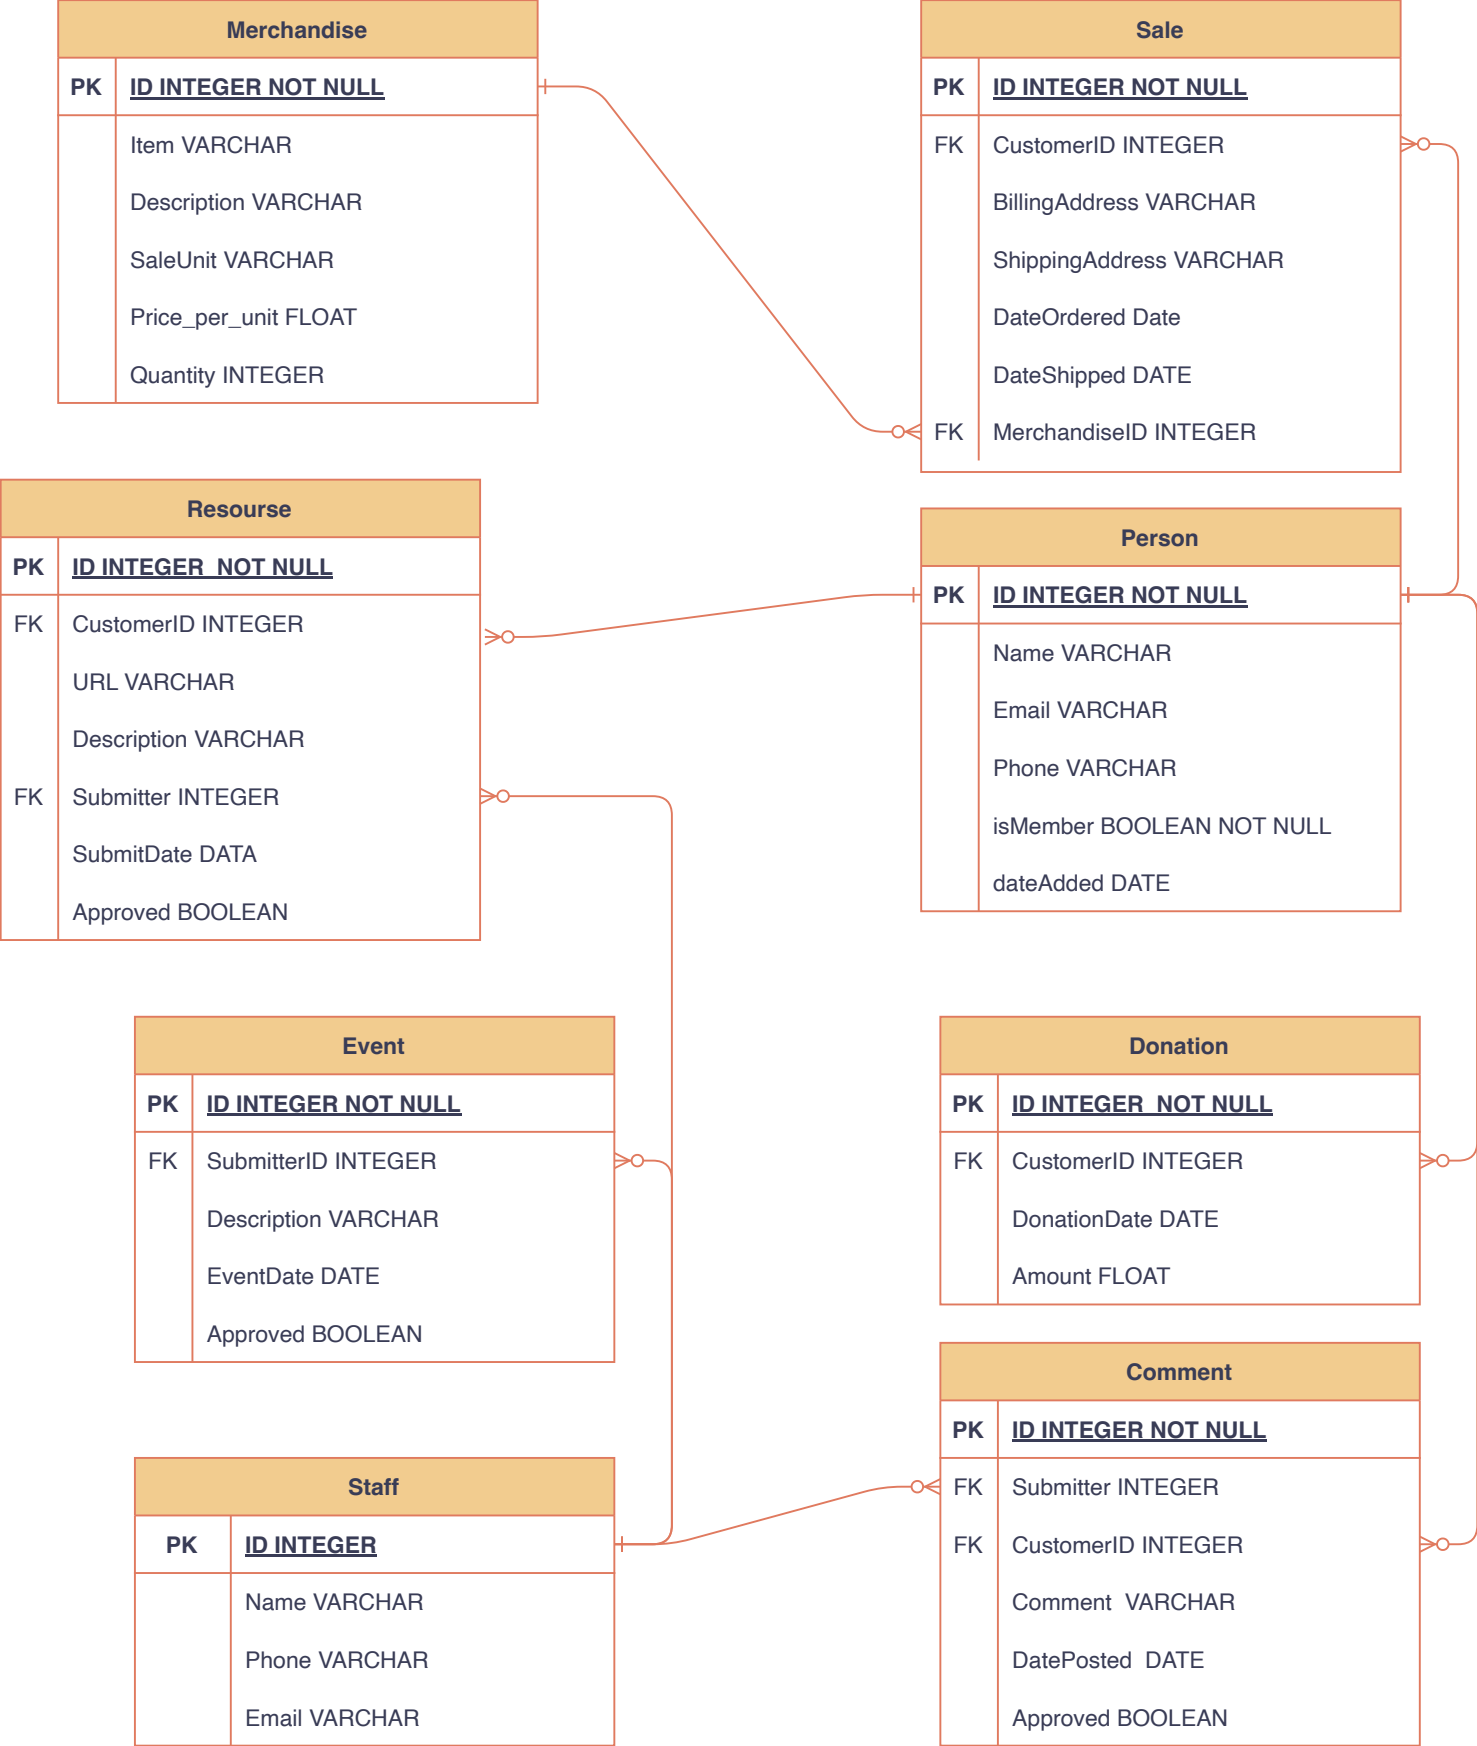 Merchandise
PK ID INTEGER NOT NULL
Item VARCHAR
Description VARCHAR
SaleUnit VARCHAR
Price_per_unit FLOAT
Quantity INTEGER
Sale
PK ID INTEGER NOT NULL
FK CustomerID INTEGER
BillingAddress VARCHAR
ShippingAddress VARCHAR
DateOrdered Date
DateShipped DATE
FK MerchandiseID INTEGER
Resourse
PK ID INTEGER NOT NULL
FK CustomerID INTEGER
URL VARCHAR
Description VARCHAR
FK Submitter INTEGER
SubmitDate DATA
Approved BOOLEAN
Person
PK ID INTEGER NOT NULL
Name VARCHAR
Email VARCHAR
Phone VARCHAR
isMember BOOLEAN NOT NULL
dateAdded DATE
Event
PK ID INTEGER NOT NULL
FK SubmitterID INTEGER
Description VARCHAR
EventDate DATE
Approved BOOLEAN
Donation
PK ID INTEGER NOT NULL
FK CustomerID INTEGER
DonationDate DATE
Amount FLOAT
Staff
PK ID INTEGER
Name VARCHAR
Phone VARCHAR
Email VARCHAR
Comment
PK ID INTEGER NOT NULL
FK Submitter INTEGER
FK CustomerID INTEGER
Comment VARCHAR
DatePosted DATE
Approved BOOLEAN